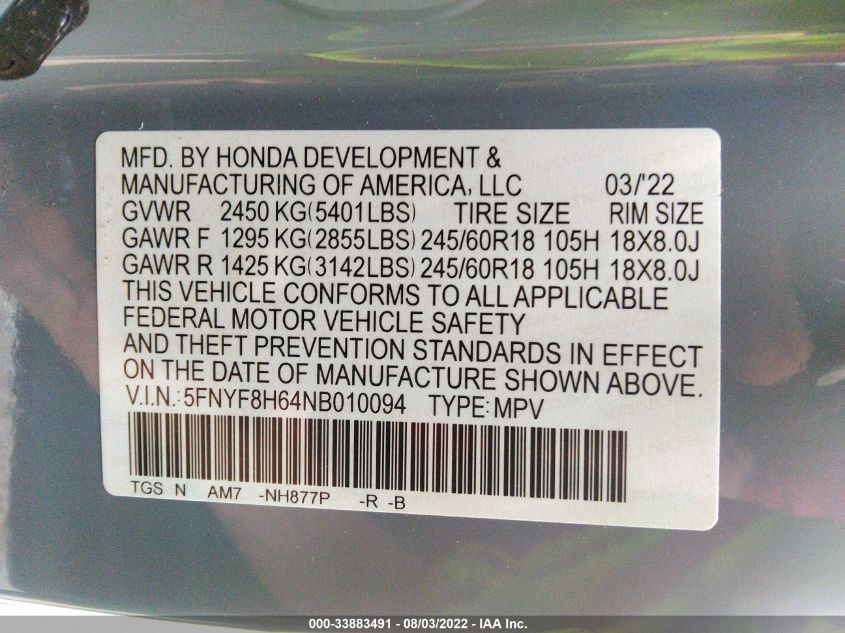 MFD. BY HONDA DEVELOPMENT &
MANUFACTURING OF AMERICA, LLC 03/'22
GVWR 2450 KG(5401LBS) TIRE SIZE RIM SIZE
GAWR F 1295 KG(2855LBS) 245/60R18 105H 18X8.0J
GAWR R 1425 KG(3142LBS) 245/60R18 105H 18X8.0J
THIS VEHICLE CONFORMS TO ALL APPLICABLE
FEDERAL MOTOR VEHICLE SAFETY
AND THEFT PREVENTION STANDARDS IN EFFECT
ON THE DATE OF MANUFACTURE SHOWN ABOVE.
V.I.N.: 5FNYF8H64NB010094 TYPE: MPV
TGS N AM7 -NH877P -R -B
000-33883491 - 08/03/2022 - IAA Inc.